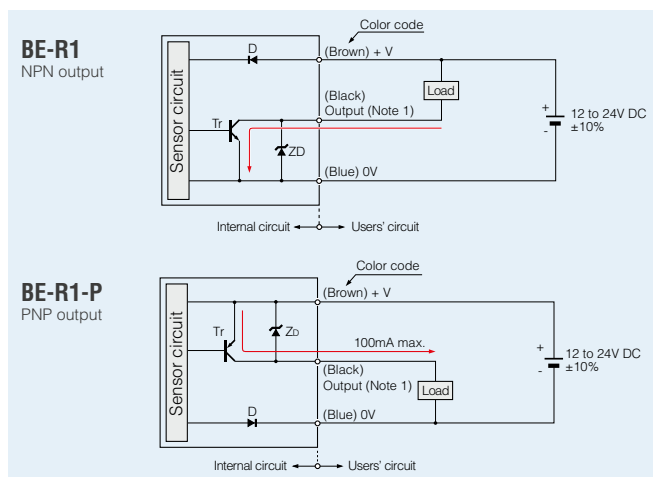 BE-R1
NPN output
Color code
D
(Brown) + V
Sensor circuit
(Black)
Output (Note 1)
Load
Tr
ZD
+
-
12 to 24V DC
±10%
(Blue) 0V
Internal circuit
Users' circuit
BE-R1-P
PNP output
Color code
(Brown) + V
Sensor circuit
Tr
ZD
100mA max.
+
-
12 to 24V DC
±10%
(Black)
Output (Note 1)
Load
D
(Blue) 0V
Internal circuit
Users' circuit